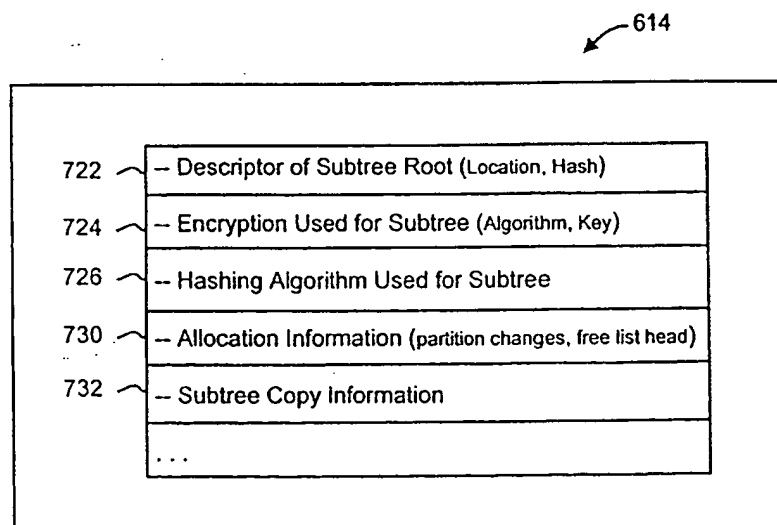 614
722 -- Descriptor of Subtree Root (Location, Hash)
724 -- Encryption Used for Subtree (Algorithm, Key)
726 -- Hashing Algorithm Used for Subtree
730 -- Allocation Information (partition changes, free list head)
732 -- Subtree Copy Information
...